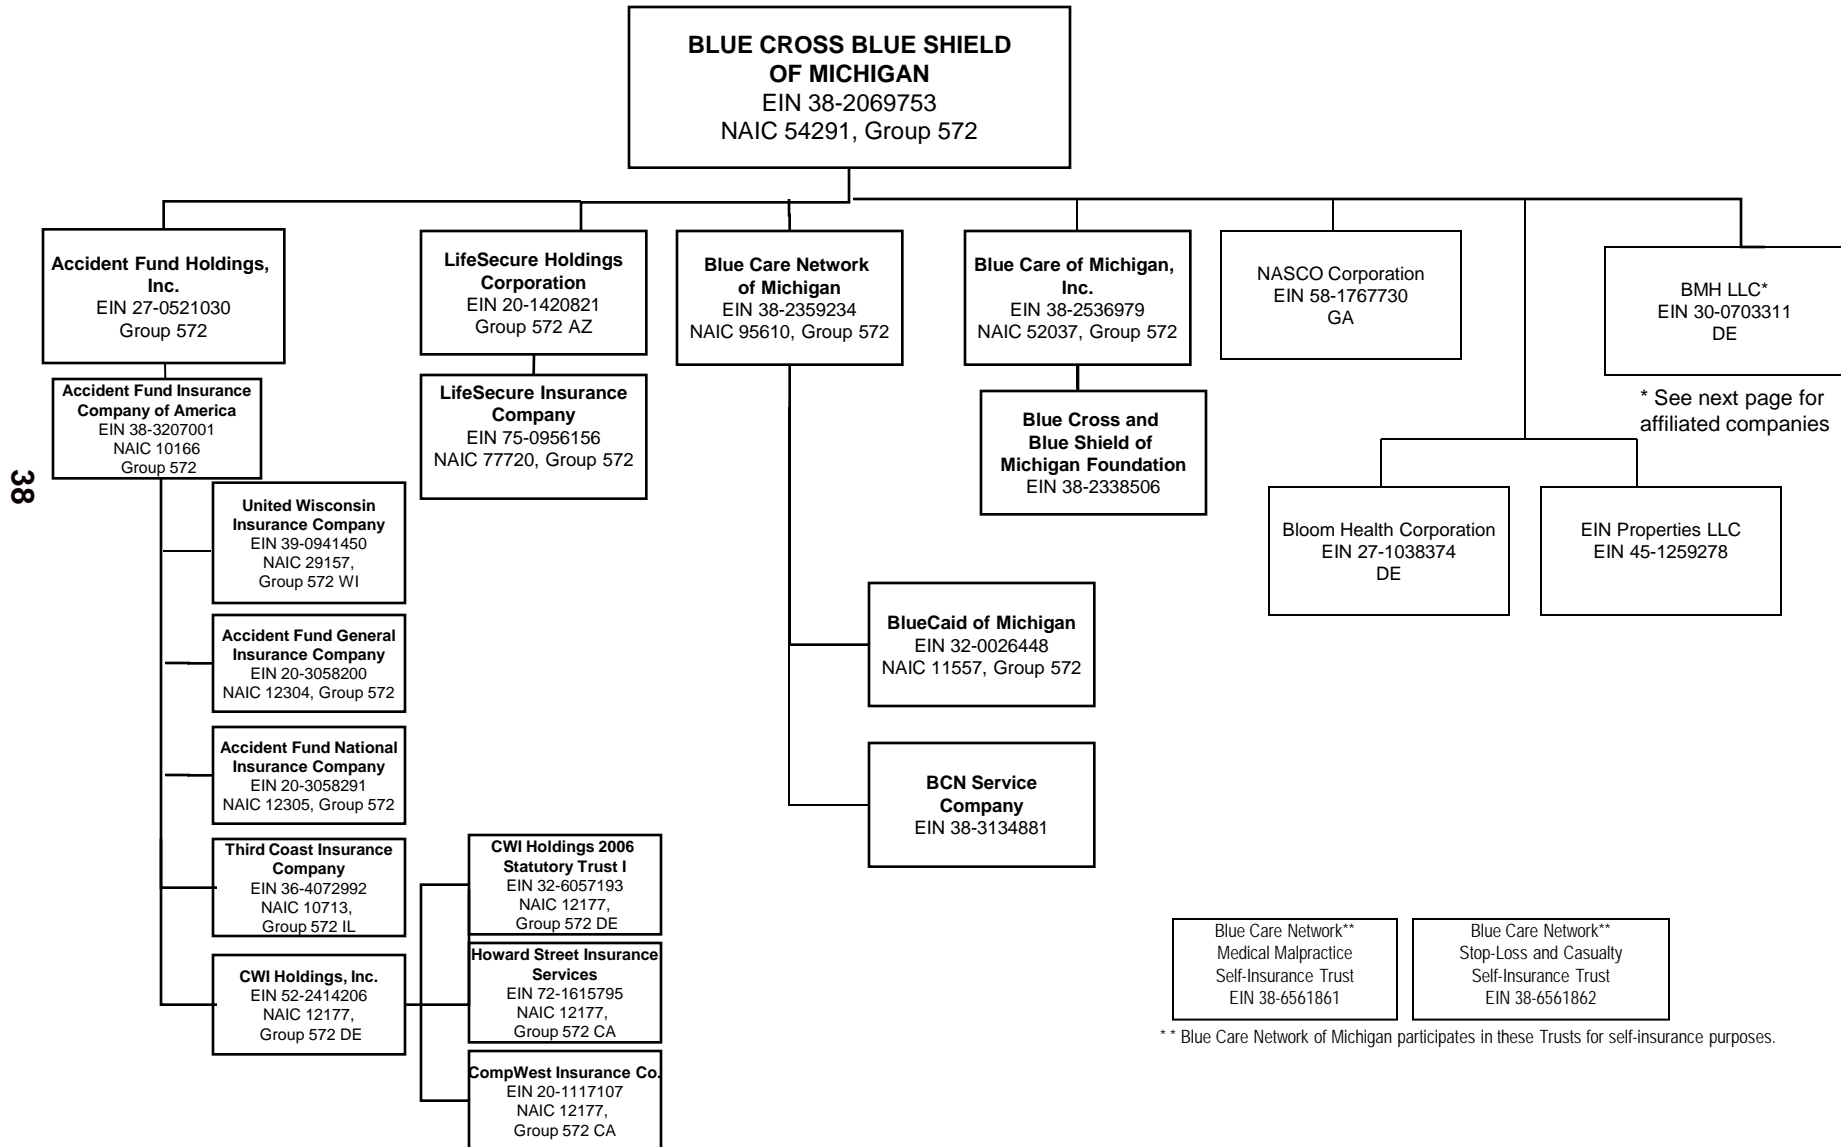 BLUE CROSS BLUE SHIELD
OF MICHIGAN
EIN 38-2069753
NAIC 54291, Group 572
Accident Fund Holdings,
Inc.
EIN 27-0521030
Group 572
LifeSecure Holdings
Corporation
EIN 20-1420821
Group 572 AZ
Blue Care Network
of Michigan
EIN 38-2359234
NAIC 95610, Group 572
Blue Care of Michigan,
Inc.
EIN 38-2536979
NAIC 52037, Group 572
NASCO Corporation
EIN 58-1767730
GA
BMH LLC*
EIN 30-0703311
DE
* See next page for
affiliated companies
Accident Fund Insurance
Company of America
EIN 38-3207001
NAIC 10166
Group 572
LifeSecure Insurance
Company
EIN 75-0956156
NAIC 77720, Group 572
Blue Cross and
Blue Shield of
Michigan Foundation
EIN 38-2338506
38
United Wisconsin
Insurance Company
EIN 39-0941450
NAIC 29157,
Group 572 WI
Bloom Health Corporation
EIN 27-1038374
DE
EIN Properties LLC
EIN 45-1259278
Accident Fund General
Insurance Company
EIN 20-3058200
NAIC 12304, Group 572
BlueCaid of Michigan
EIN 32-0026448
NAIC 11557, Group 572
Accident Fund National
Insurance Company
EIN 20-3058291
NAIC 12305, Group 572
BCN Service
Company
EIN 38-3134881
Third Coast Insurance
Company
EIN 36-4072992
NAIC 10713,
Group 572 IL
CWI Holdings 2006
Statutory Trust I
EIN 32-6057193
NAIC 12177,
Group 572 DE
CWI Holdings, Inc.
EIN 52-2414206
NAIC 12177,
Group 572 DE
Howard Street Insurance
Services
EIN 72-1615795
NAIC 12177,
Group 572 CA
CompWest Insurance Co.
EIN 20-1117107
NAIC 12177,
Group 572 CA
Blue Care Network**
Medical Malpractice
Self-Insurance Trust
EIN 38-6561861
Blue Care Network**
Stop-Loss and Casualty
Self-Insurance Trust
EIN 38-6561862
* * Blue Care Network of Michigan participates in these Trusts for self-insurance purposes.